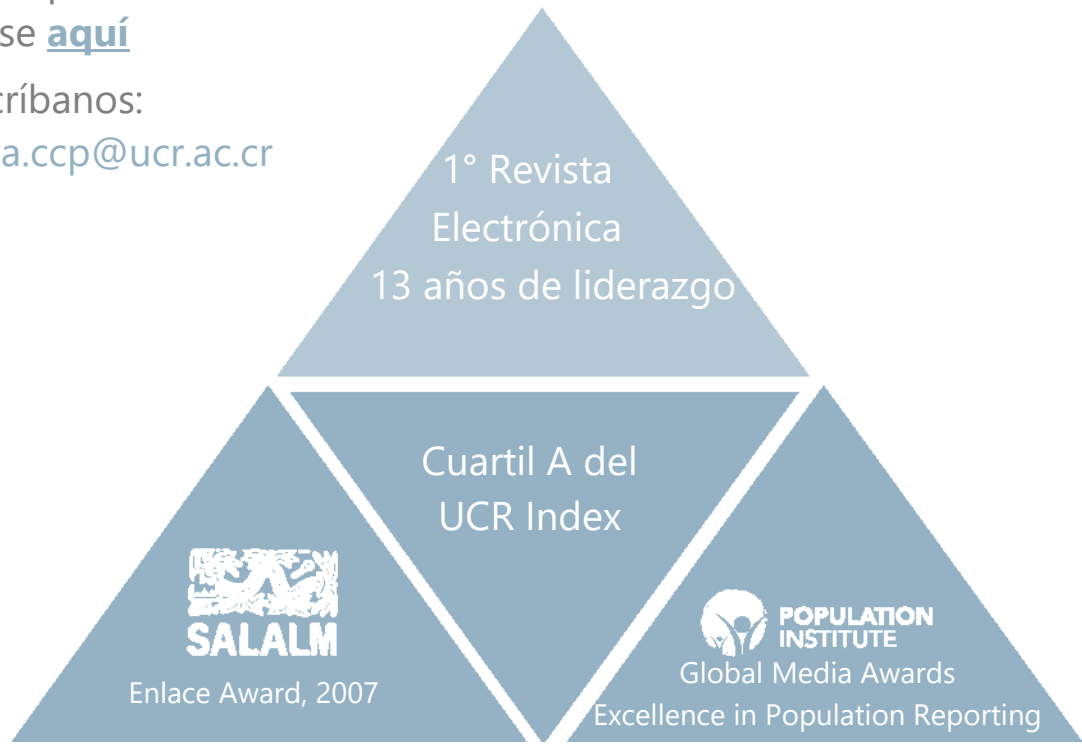 se aquí
críbanos:
a.ccp@ucr.ac.cr
1° Revista
Electrónica
13 años de liderazgo
Cuartil A del
UCR Index
SALALM
Enlace Award, 2007
POPULATION
INSTITUTE
Global Media Awards
Excellence in Population Reporting